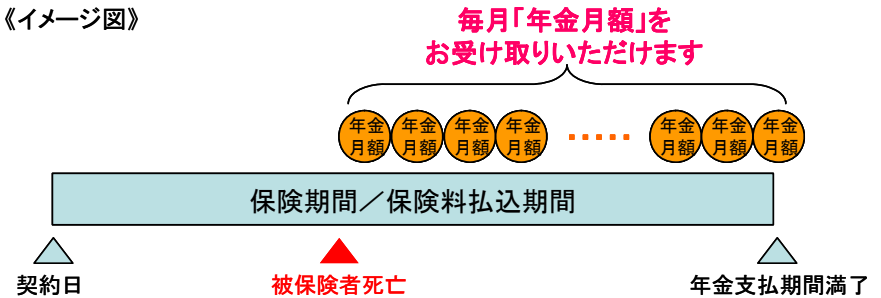 《イメージ図》
毎月「年金月額」を
お受け取りいただけます
年金 年金 年金 年金 ・・・・・ 年金 年金 年金
月額 月額 月額 月額 月額 月額 月額
保険期間／保険料払込期間
契約日 被保険者死亡 年金支払期間満了